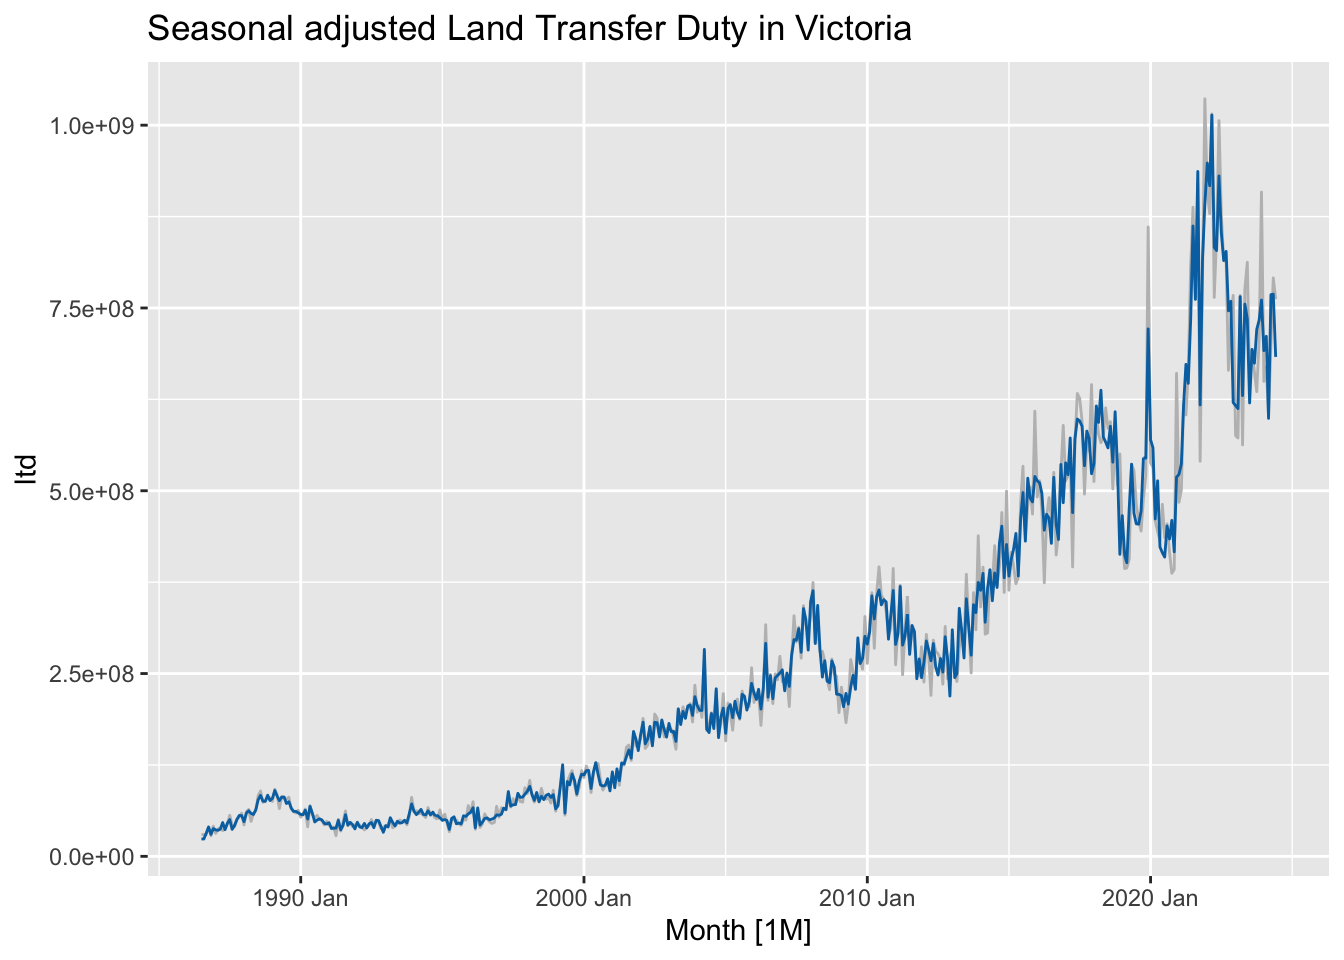 Seasonal adjusted Land Transfer Duty in Victoria
1.0e+09
7.5e+08
5.0e+08
2.5e+08
0.0e+00
ltd
1990 Jan
2000 Jan
2010 Jan
2020 Jan
Month [1M]